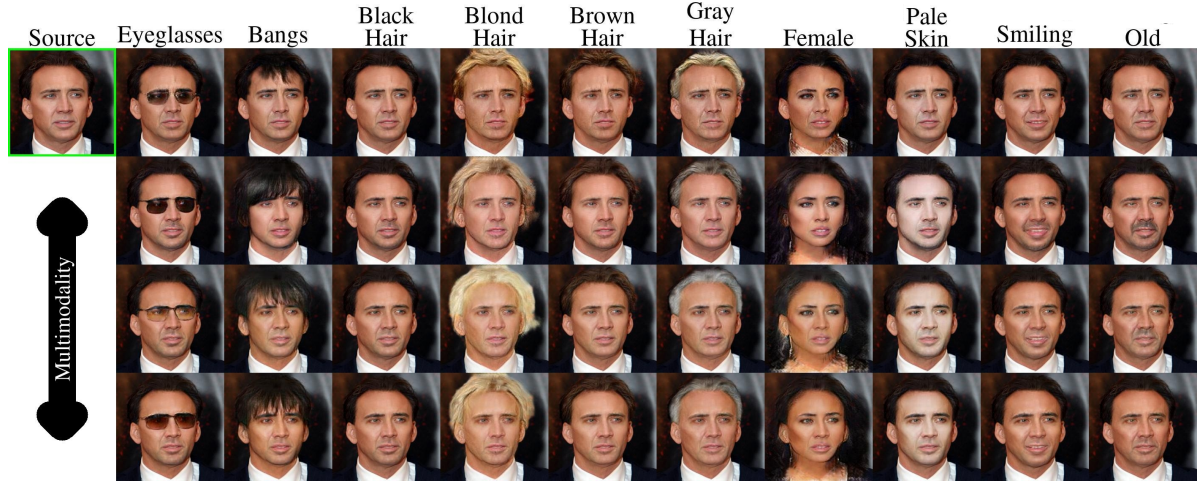 Source
Eyeglasses
Bangs
Black
Hair
Blond
Hair
Brown
Hair
Gray
Hair
Female
Pale
Skin
Smiling
Old
Multimodality